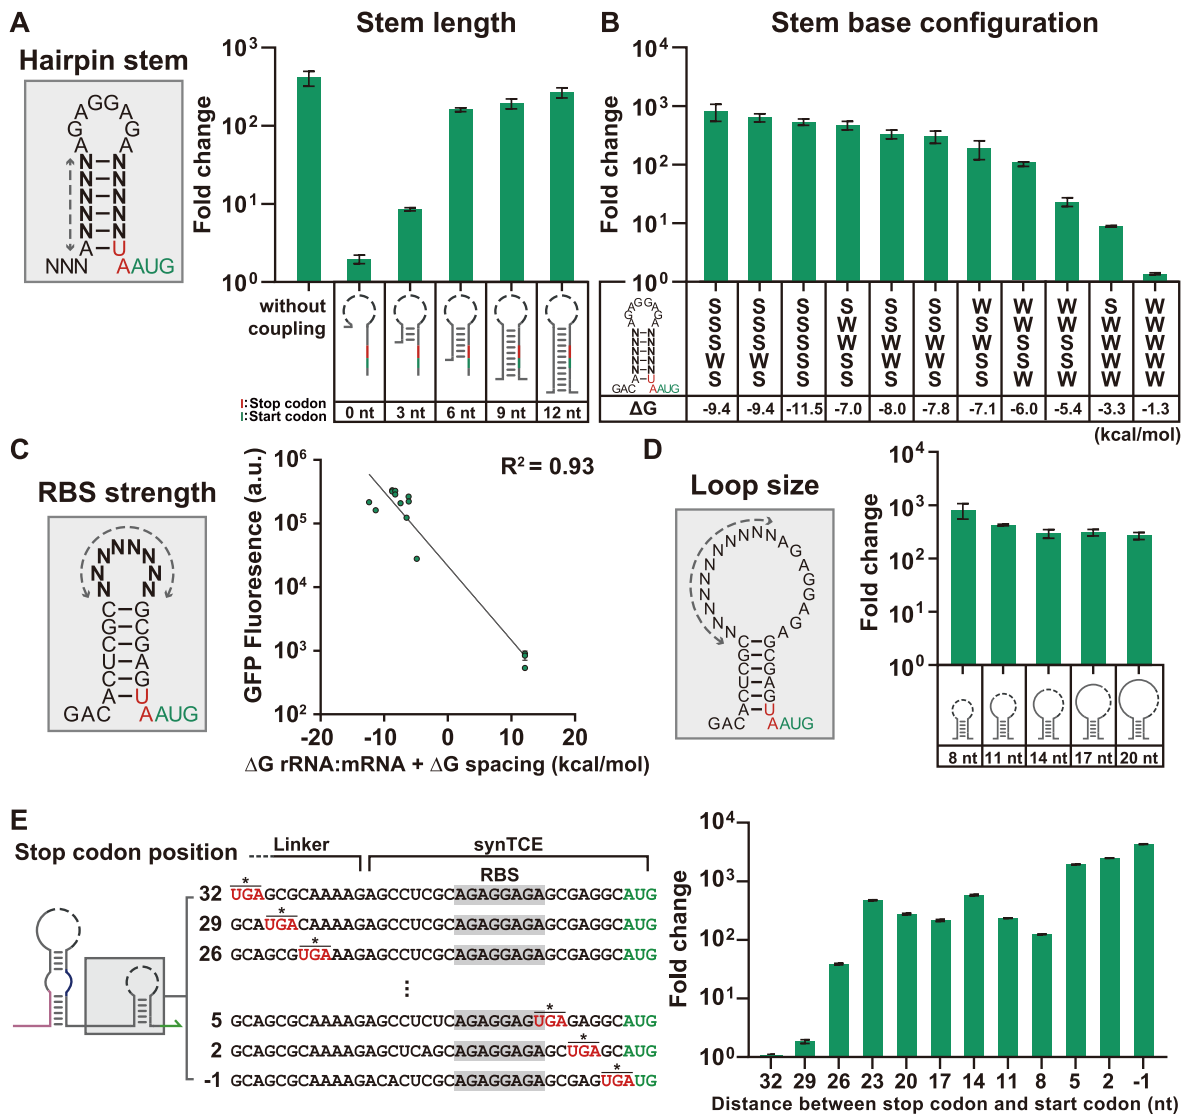 A
Stem length
Hairpin stem
A G G A
G G
A A
N N
N N
N N
N N
N N
A U
NNN AAUG
Fold change
10³
10²
10¹
10⁰
without
coupling
I:Stop codon
I:Start codon
0 nt 3 nt 6 nt 9 nt 12 nt
B
Stem base configuration
Fold change
10⁴
10³
10²
10¹
10⁰
A G G A
G G
A A
N N
N N
N N
N N
N N
A U
GAC AAUG
S S S S S S W W W S W
S S S W W S S W W W W
S S S W S W W S S W W
W W S S S W S S S W W
S S S S S S S W W W W
ΔG -9.4 -9.4 -11.5 -7.0 -8.0 -7.8 -7.1 -6.0 -5.4 -3.3 -1.3
(kcal/mol)
C
RBS strength
N N N N
N N
N N
C G
G C
C G
U A
C G
A U
GAC AAUG
GFP Fluoresence (a.u.)
10⁶
10⁵
10⁴
10³
10²
R² = 0.93
-20 -10 0 10 20
ΔG rRNA:mRNA + ΔG spacing (kcal/mol)
D
Loop size
NNNNNNNNNNNNAGAGGAGA
C G
G C
C G
U A
C G
A U
GAC AAUG
Fold change
10⁴
10³
10²
10¹
10⁰
8 nt 11 nt 14 nt 17 nt 20 nt
E
Stop codon position
Linker synTCE
RBS
*
32 UGAGCGCAAAAGAGCCUCGCAGAGGAGAGCGAGGCAUG
*
29 GCAUGACAAAAGAGCCUCGCAGAGGAGAGCGAGGCAUG
*
26 GCAGCGUGAAAGAGCCUCGCAGAGGAGAGCGAGGCAUG
⋮
*
5 GCAGCGCAAAAGAGCCUCUCAGAGGAGUGAGAGGCAUG
*
2 GCAGCGCAAAAGAGCUCAGCAGAGGAGAGCUGAGCAUG
*
-1 GCAGCGCAAAAGACACUCGCAGAGGAGAGCGAGUGAUG
Fold change
10⁴
10³
10²
10¹
10⁰
32 29 26 23 20 17 14 11 8 5 2 -1
Distance between stop codon and start codon (nt)